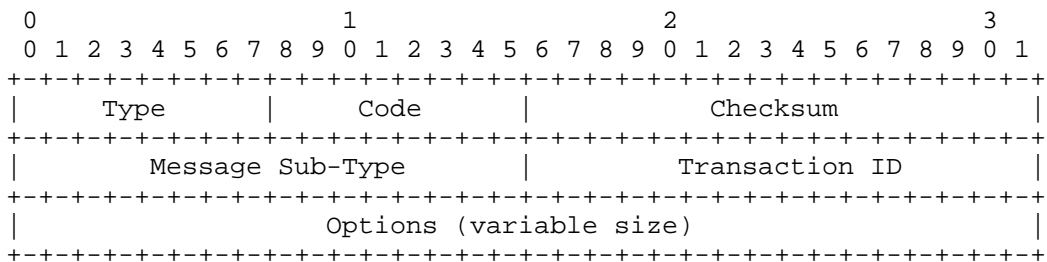 0                   1                   2                   3
 0 1 2 3 4 5 6 7 8 9 0 1 2 3 4 5 6 7 8 9 0 1 2 3 4 5 6 7 8 9 0 1
+-+-+-+-+-+-+-+-+-+-+-+-+-+-+-+-+-+-+-+-+-+-+-+-+-+-+-+-+-+-+-+-+
|     Type      |     Code      |           Checksum            |
+-+-+-+-+-+-+-+-+-+-+-+-+-+-+-+-+-+-+-+-+-+-+-+-+-+-+-+-+-+-+-+-+
|        Message Sub-Type       |         Transaction ID        |
+-+-+-+-+-+-+-+-+-+-+-+-+-+-+-+-+-+-+-+-+-+-+-+-+-+-+-+-+-+-+-+-+
|                   Options (variable size)                     |
+-+-+-+-+-+-+-+-+-+-+-+-+-+-+-+-+-+-+-+-+-+-+-+-+-+-+-+-+-+-+-+-+